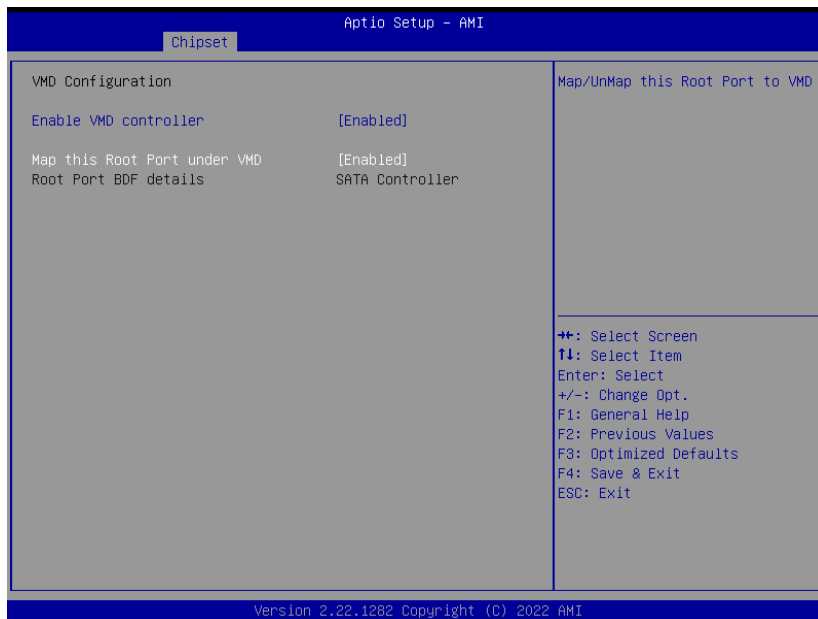 Aptio Setup – AMI
Chipset
VMD Configuration
Enable VMD controller [Enabled]
Map this Root Port under VMD [Enabled]
Root Port BDF details SATA Controller
Map/UnMap this Root Port to VMD
→←: Select Screen
↑↓: Select Item
Enter: Select
+/-: Change Opt.
F1: General Help
F2: Previous Values
F3: Optimized Defaults
F4: Save & Exit
ESC: Exit
Version 2.22.1282 Copyright (C) 2022 AMI